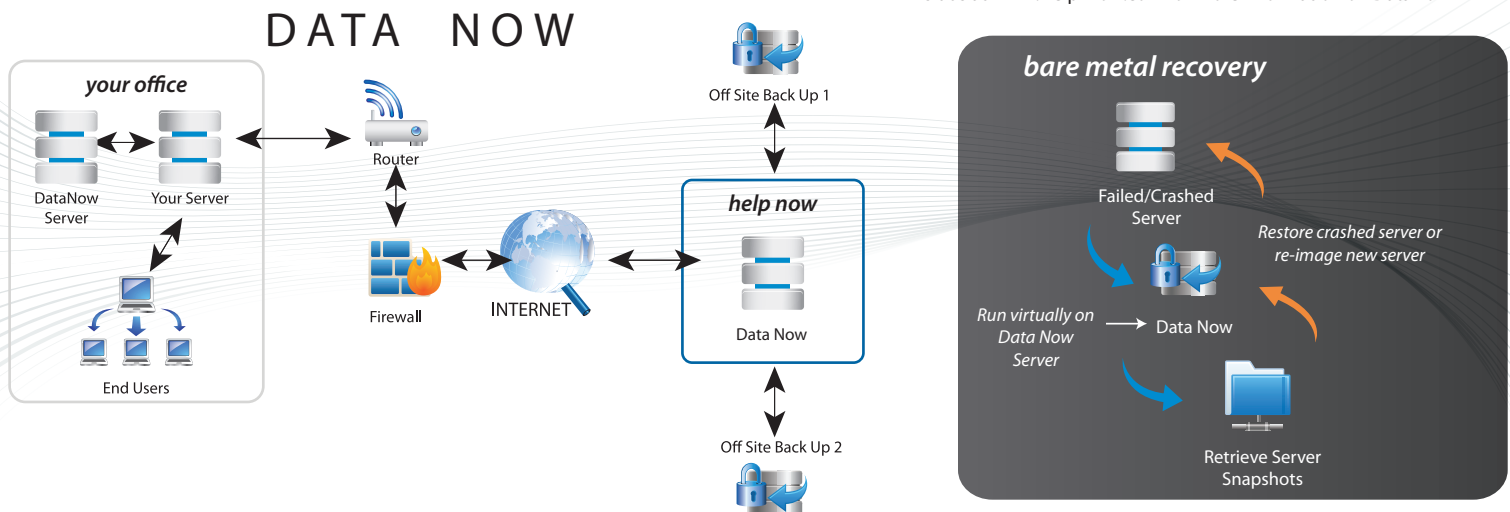 DATA NOW
your office
DataNow
Server
Your Server
End Users
Router
Firewall
INTERNET
Off Site Back Up 1
help now
Data Now
Off Site Back Up 2
bare metal recovery
Failed/Crashed
Server
Restore crashed server or
re-image new server
Run virtually on
Data Now
Server
Data Now
Retrieve Server
Snapshots